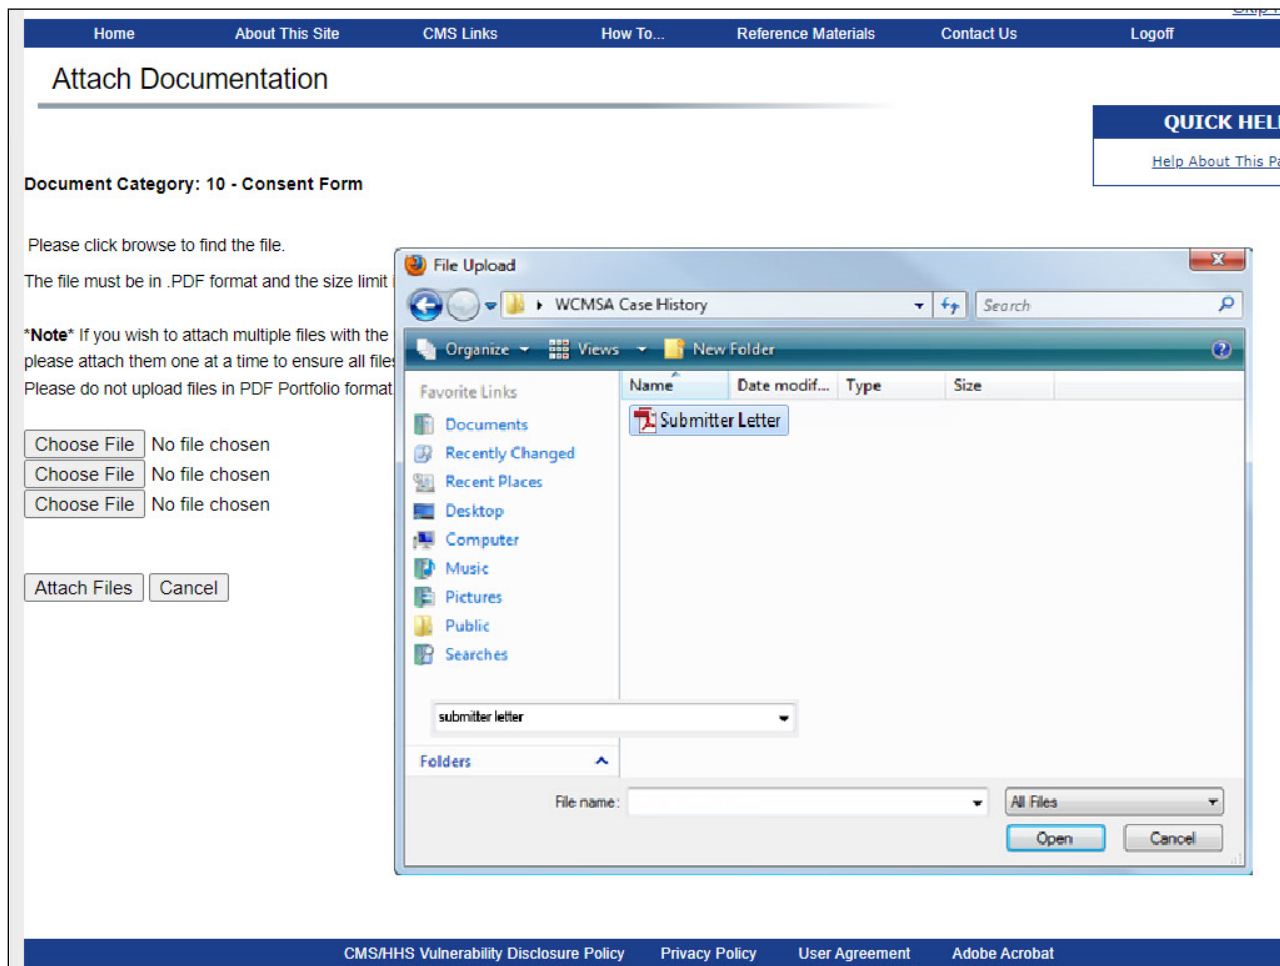 Home About This Site CMS Links How To... Reference Materials Contact Us Logoff
Attach Documentation
QUICK HEL
Help About This Pa
Document Category: 10 - Consent Form
Please click browse to find the file.
The file must be in .PDF format and the size limit
*Note* If you wish to attach multiple files with the
please attach them one at a time to ensure all files
Please do not upload files in PDF Portfolio format
Choose File No file chosen
Choose File No file chosen
Choose File No file chosen
Attach Files Cancel
File Upload
WCMSA Case History Search
Organize Views New Folder
Favorite Links Name Date modif... Type Size
Documents
Recently Changed
Recent Places
Desktop
Computer
Music
Pictures
Public
Searches
Submitter Letter
submitter letter
Folders
File name: All Files
Open Cancel
CMS/HHS Vulnerability Disclosure Policy Privacy Policy User Agreement Adobe Acrobat